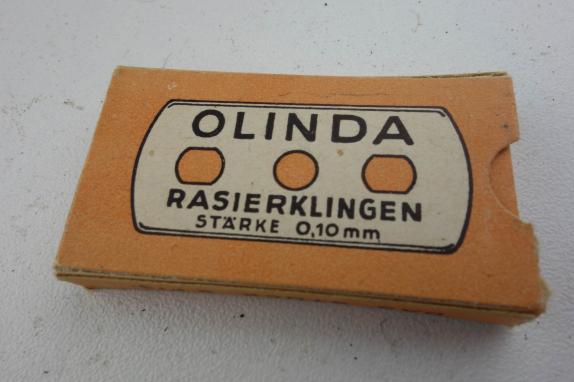 OLINDA
RASIERKLINGEN
STÄRKE 0,10 mm